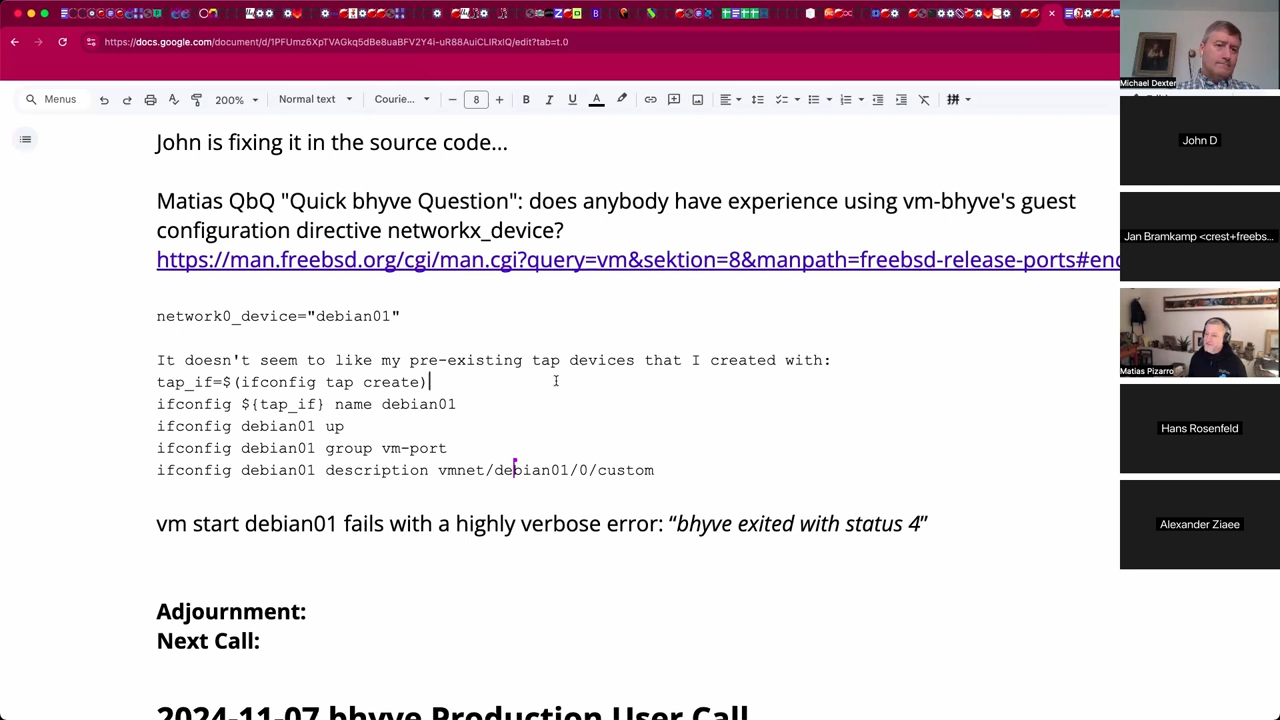 https://docs.google.com/document/d/1PFUmz6XpTVAGkq5dBe8uaBFV2Y4i-uR88AuiCLIRxIQ/edit?tab=t.0
Menus
200%
Normal text
Courie...
8
John is fixing it in the source code...
Matias QbQ "Quick bhyve Question": does anybody have experience using vm-bhyve's guest
configuration directive networkx_device?
https://man.freebsd.org/cgi/man.cgi?query=vm&sektion=8&manpath=freebsd-release-ports#end
network0_device="debian01"
It doesn't seem to like my pre-existing tap devices that I created with:
tap_if=$(ifconfig tap create)
ifconfig ${tap_if} name debian01
ifconfig debian01 up
ifconfig debian01 group vm-port
ifconfig debian01 description vmnet/debian01/0/custom
vm start debian01 fails with a highly verbose error: “bhyve exited with status 4”
Adjournment:
Next Call:
2024-11-07 bhyve Production User Call
Michael Dexter
John D
Jan Bramkamp <crest+freebs...
Matias Pizarro
Hans Rosenfeld
Alexander Ziaee